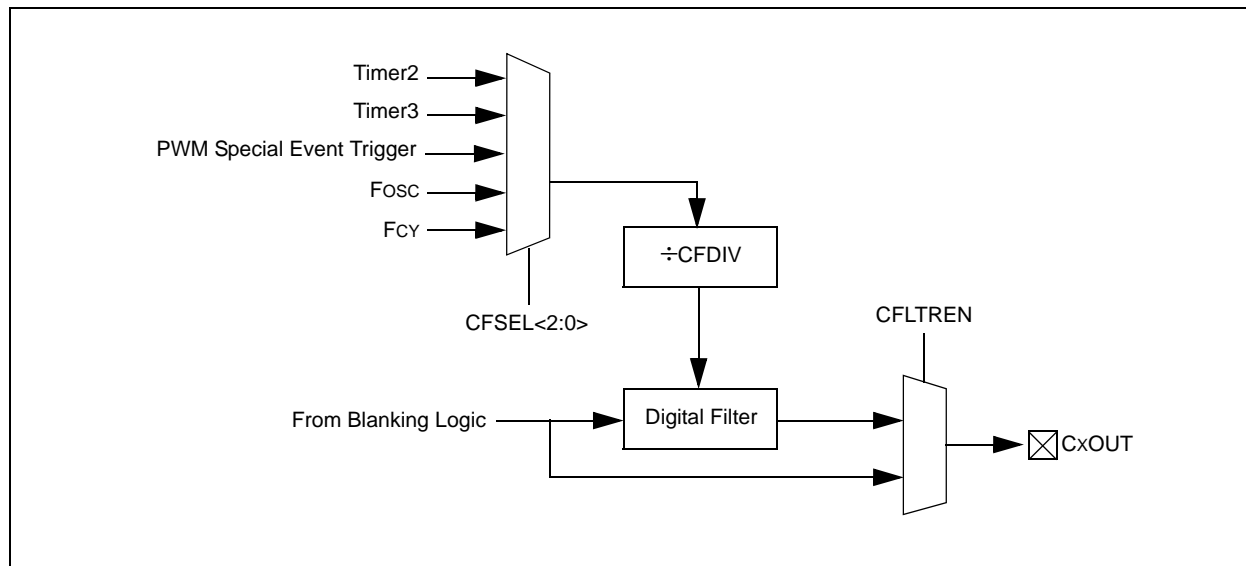 Timer2
Timer3
PWM Special Event Trigger
FOSC
FCY
CFSEL<2:0>
÷CFDIV
CFLTREN
From Blanking Logic
Digital Filter
CXOUT